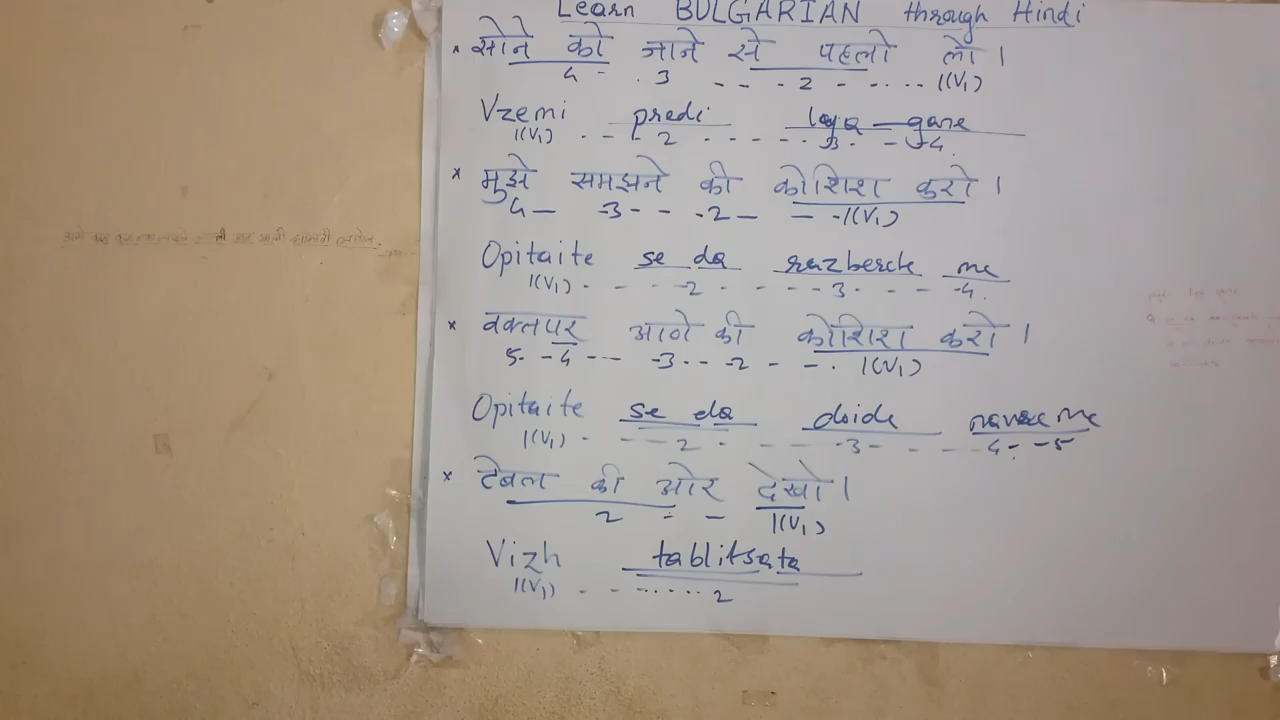 Learn BULGARIAN through Hindi
* सोने को जाने से पहलो लो।
4 - . 3 - - - 2 - - ... 1(V₁)
Vzemi predi
1(V₁) . - - 2 - - - - - 3 . - - 4.
x मुझे समझने की कोशिश करो।
4 — -3- - -2 — — -1(V₁)
Opitaite se da razberete me
1(V₁) . - - -2 - - - -3 - - - -4.
x वक्तपर आने की कोशिश करो।
5 - -4 - - -3 - - -2 - - . 1(V₁)
Opitaite se da doide
1(V₁) . - - 2 . - - -3- - - - 4 - -5
x टेबल की ओर देखो।
2 - - 1(V₁)
Vizh tablitsata
1(V₁) . - ..... 2